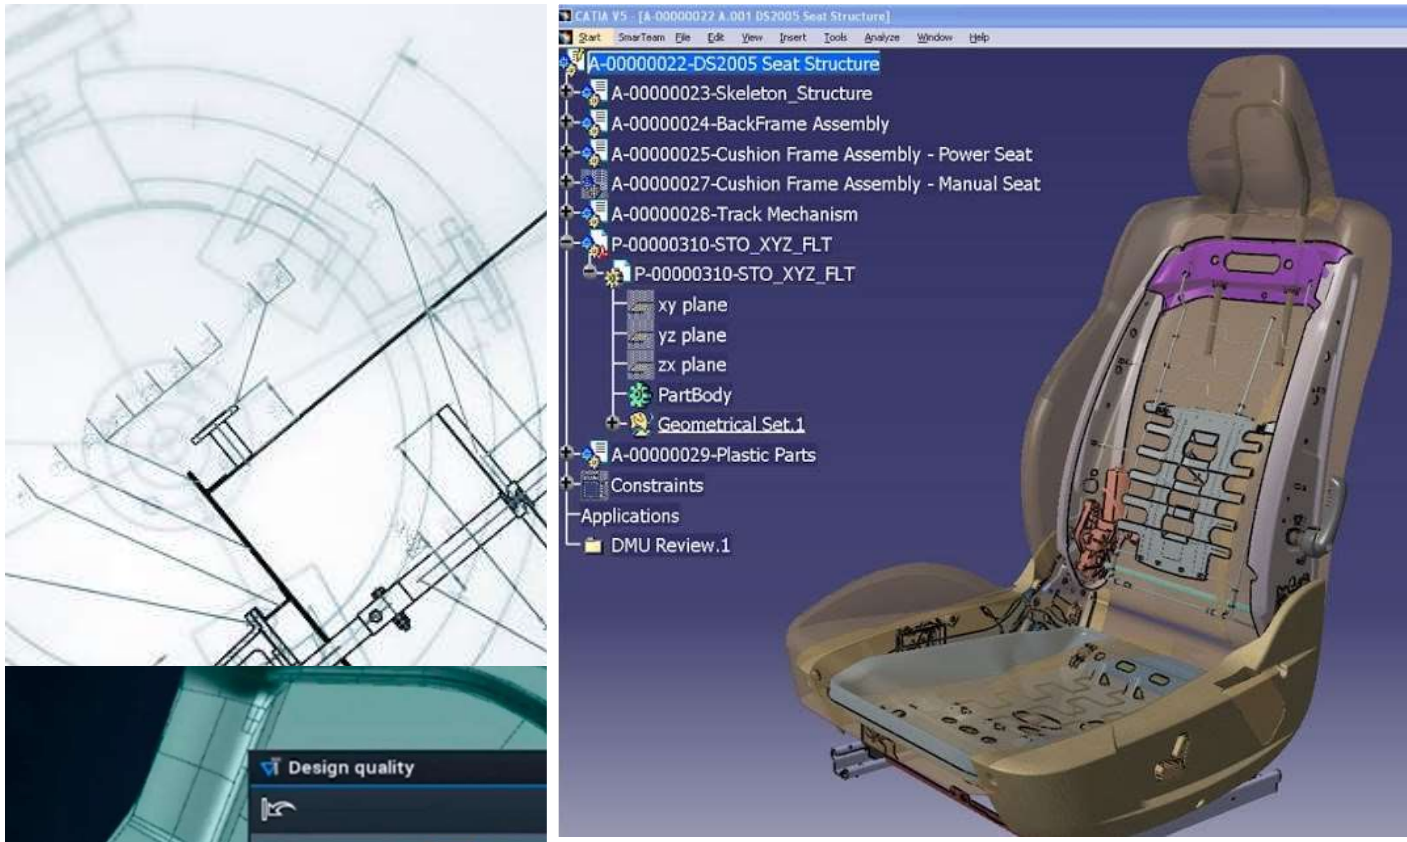 CATIA V5 - [A-00000022 A.001 DS2005 Seat Structure]
Start SmarTeam File Edit View Insert Tools Analyze Window Help
A-00000022-DS2005 Seat Structure
A-00000023-Skeleton_Structure
A-00000024-BackFrame Assembly
A-00000025-Cushion Frame Assembly - Power Seat
A-00000027-Cushion Frame Assembly - Manual Seat
A-00000028-Track Mechanism
P-00000310-STO_XYZ_FLT
P-00000310-STO_XYZ_FLT
xy plane
yz plane
zx plane
PartBody
Geometrical Set.1
A-00000029-Plastic Parts
Constraints
Applications
DMU Review.1
Design quality